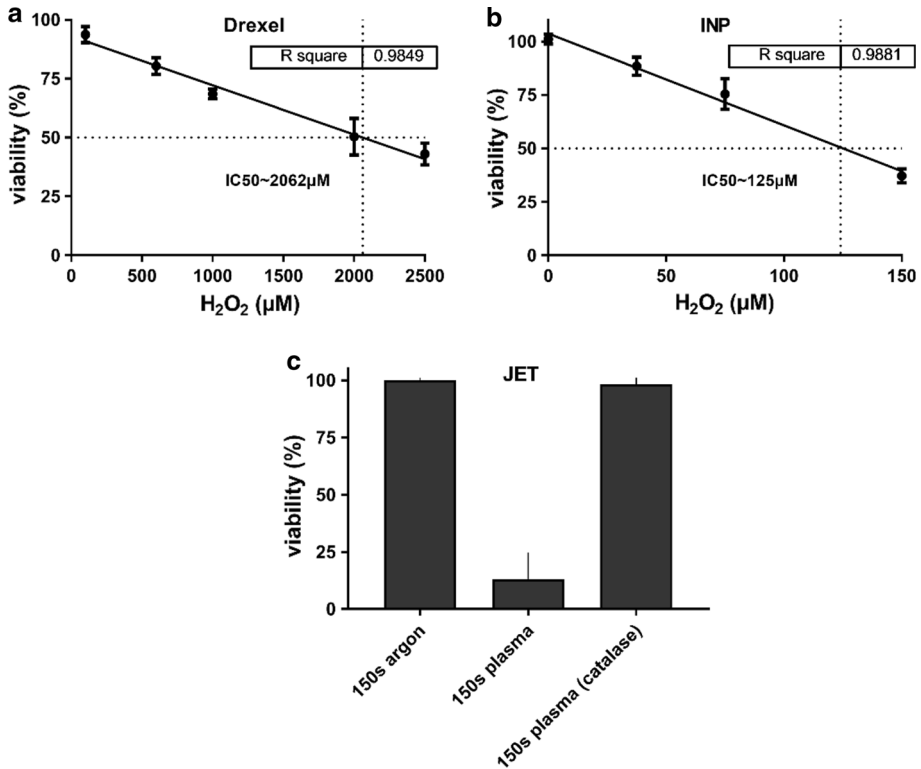 a
Drexel
R square 0.9849
100
75
50
25
0
viability (%)
IC50~2062µM
0 500 1000 1500 2000 2500
H₂O₂ (µM)
b
INP
R square 0.9881
100
75
50
25
0
viability (%)
IC50~125µM
0 50 100 150
H₂O₂ (µM)
c
JET
100
75
50
25
0
viability (%)
150s argon
150s plasma
150s plasma (catalase)